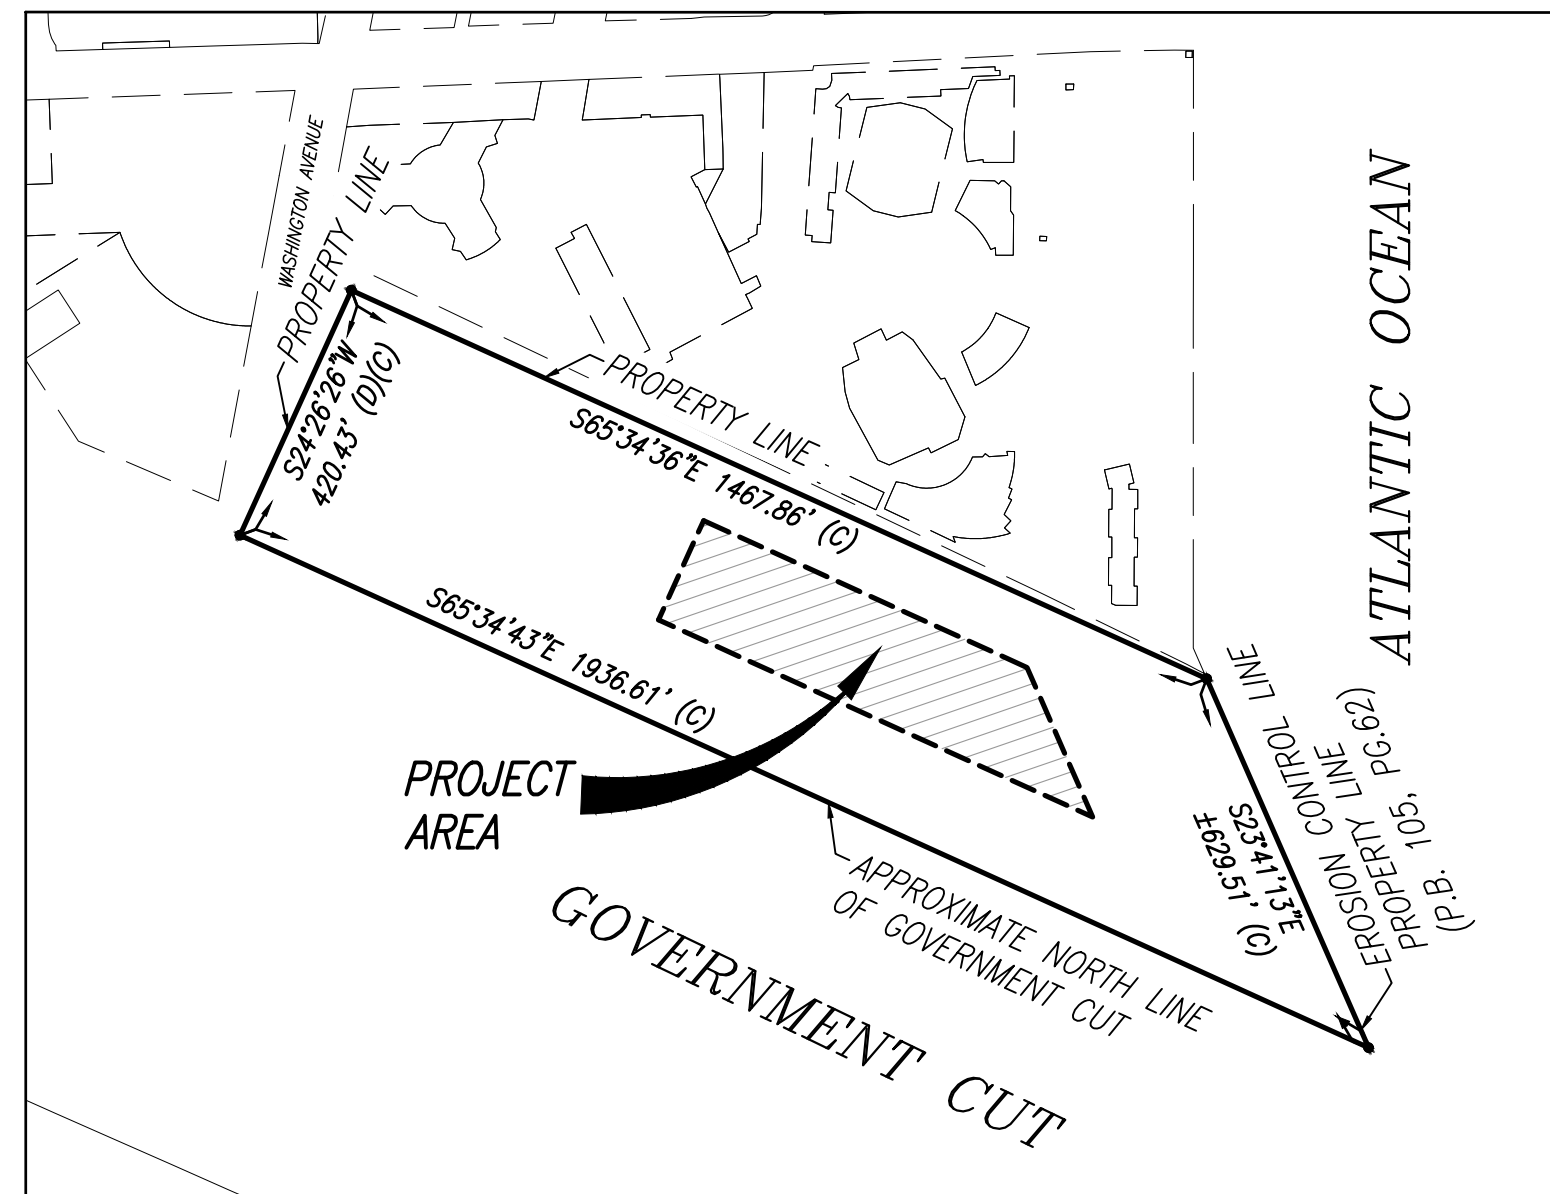 WASHINGTON AVENUE
PROPERTY LINE
S24°26'26"W
420.43' (D)(C)
PROPERTY LINE
S65°34'36"E 1467.86' (C)
S65°34'43"E 1936.61' (C)
PROJECT
AREA
ATLANTIC OCEAN
EROSION CONTROL LINE
PROPERTY LINE
(P.B. 105, PG.62)
S23°41'13"E
±629.51' (C)
APPROXIMATE NORTH LINE
OF GOVERNMENT CUT
GOVERNMENT CUT